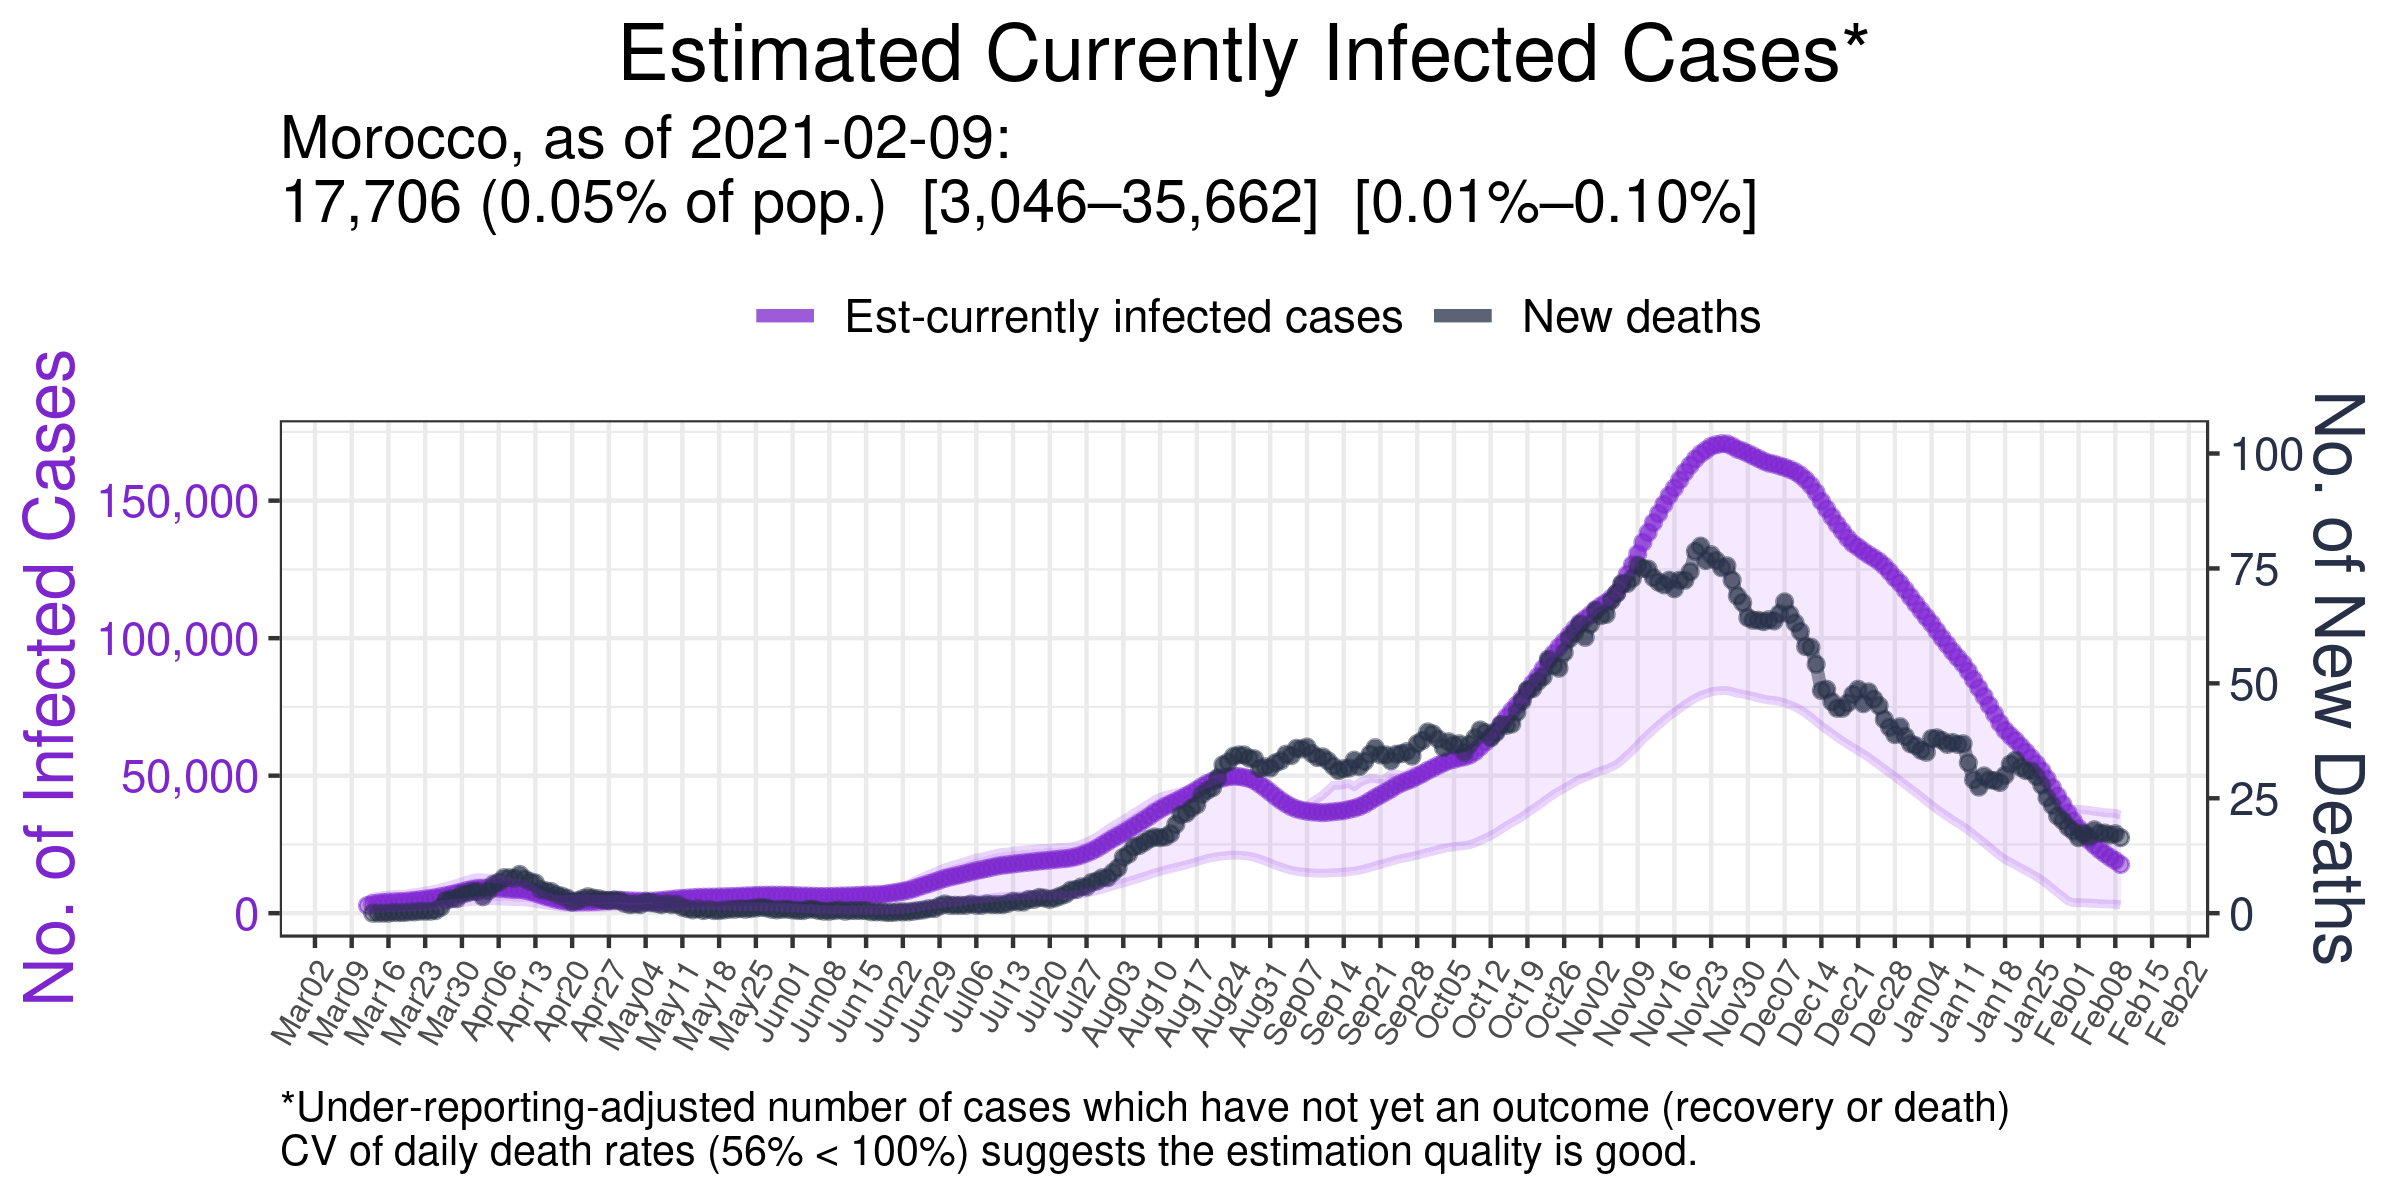 Estimated Currently Infected Cases*
Morocco, as of 2021-02-09:
17,706 (0.05% of pop.) [3,046–35,662] [0.01%–0.10%]
Est-currently infected cases New deaths
No. of Infected Cases
150,000
100,000
50,000
0
100
75
50
25
0
No. of New Deaths
Mar02 Mar09 Mar16 Mar23 Mar30 Apr06 Apr13 Apr20 Apr27 May04 May11 May18 May25 Jun01 Jun08 Jun15 Jun22 Jun29 Jul06 Jul13 Jul20 Jul27 Aug03 Aug10 Aug17 Aug24 Aug31 Sep07 Sep14 Sep21 Sep28 Oct05 Oct12 Oct19 Oct26 Nov02 Nov09 Nov16 Nov23 Nov30 Dec07 Dec14 Dec21 Dec28 Jan04 Jan11 Jan18 Jan25 Feb01 Feb08 Feb15 Feb22
*Under-reporting-adjusted number of cases which have not yet an outcome (recovery or death)
CV of daily death rates (56% < 100%) suggests the estimation quality is good.